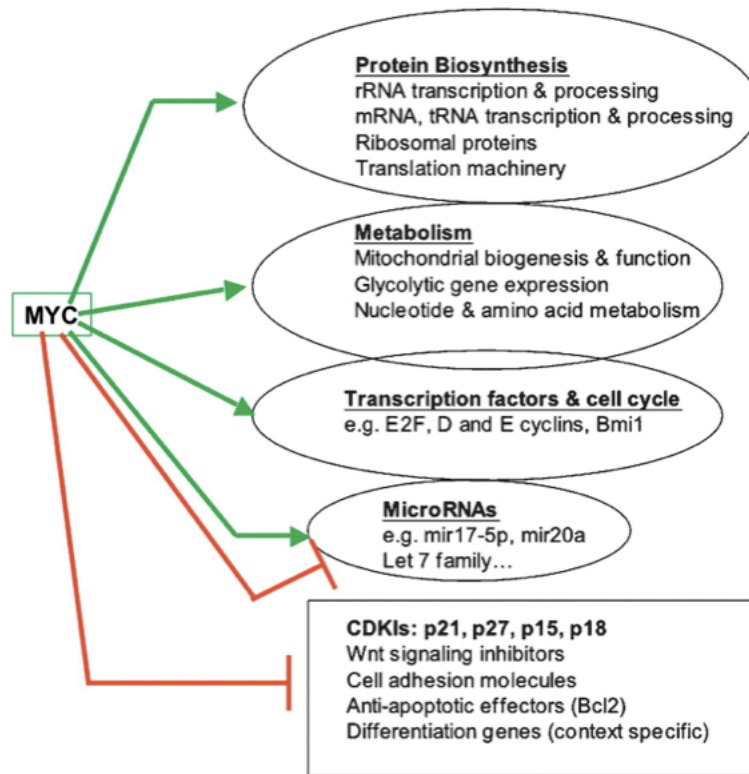 Protein Biosynthesis
rRNA transcription & processing
mRNA, tRNA transcription & processing
Ribosomal proteins
Translation machinery
Metabolism
Mitochondrial biogenesis & function
Glycolytic gene expression
Nucleotide & amino acid metabolism
MYC
Transcription factors & cell cycle
e.g. E2F, D and E cyclins, Bmi1
MicroRNAs
e.g. mir17-5p, mir20a
Let 7 family...
CDKIs: p21, p27, p15, p18
Wnt signaling inhibitors
Cell adhesion molecules
Anti-apoptotic effectors (Bcl2)
Differentiation genes (context specific)